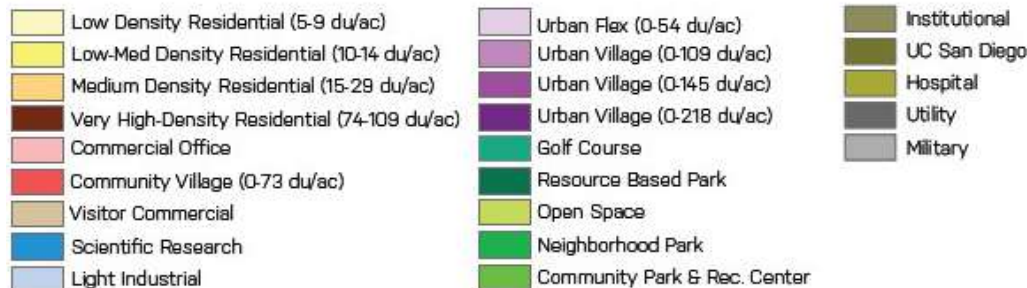 Low Density Residential (5-9 du/ac)
Low-Med Density Residential (10-14 du/ac)
Medium Density Residential (15-29 du/ac)
Very High-Density Residential (74-109 du/ac)
Commercial Office
Community Village (0-73 du/ac)
Visitor Commercial
Scientific Research
Light Industrial
Urban Flex (0-54 du/ac)
Urban Village (0-109 du/ac)
Urban Village (0-145 du/ac)
Urban Village (0-218 du/ac)
Golf Course
Resource Based Park
Open Space
Neighborhood Park
Community Park & Rec. Center
Institutional
UC San Diego
Hospital
Utility
Military